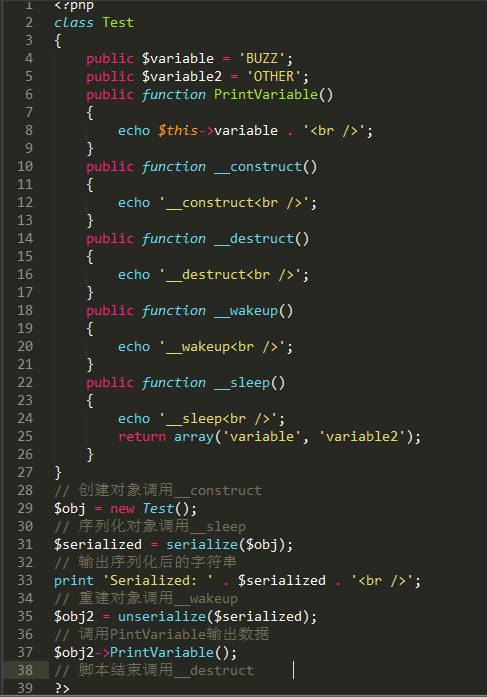 1 <?php
2 class Test
3 {
4     public $variable = 'BUZZ';
5     public $variable2 = 'OTHER';
6     public function PrintVariable()
7     {
8         echo $this->variable . '<br />';
9     }
10     public function __construct()
11     {
12         echo '__construct<br />';
13     }
14     public function __destruct()
15     {
16         echo '__destruct<br />';
17     }
18     public function __wakeup()
19     {
20         echo '__wakeup<br />';
21     }
22     public function __sleep()
23     {
24         echo '__sleep<br />';
25         return array('variable', 'variable2');
26     }
27 }
28 // 创建对象调用__construct
29 $obj = new Test();
30 // 序列化对象调用__sleep
31 $serialized = serialize($obj);
32 // 输出序列化后的字符串
33 print 'Serialized: ' . $serialized . '<br />';
34 // 重建对象调用__wakeup
35 $obj2 = unserialize($serialized);
36 // 调用PintVariable输出数据
37 $obj2->PrintVariable();
38 // 脚本结束调用__destruct
39 ?>